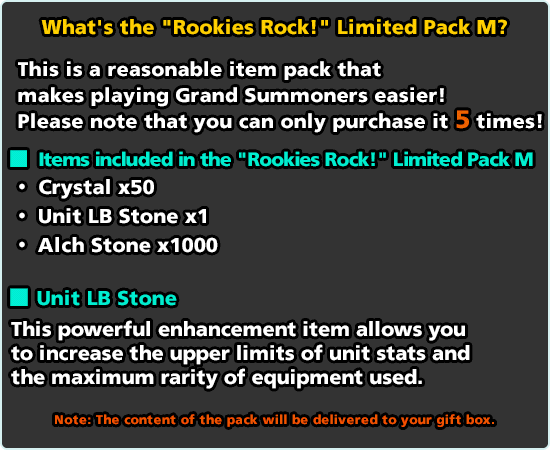 What's the "Rookies Rock!" Limited Pack M?
This is a reasonable item pack that
makes playing Grand Summoners easier!
Please note that you can only purchase it 5 times!
■ Items included in the "Rookies Rock!" Limited Pack M
• Crystal x50
• Unit LB Stone x1
• Alch Stone x1000
■ Unit LB Stone
This powerful enhancement item allows you
to increase the upper limits of unit stats and
the maximum rarity of equipment used.
Note: The content of the pack will be delivered to your gift box.